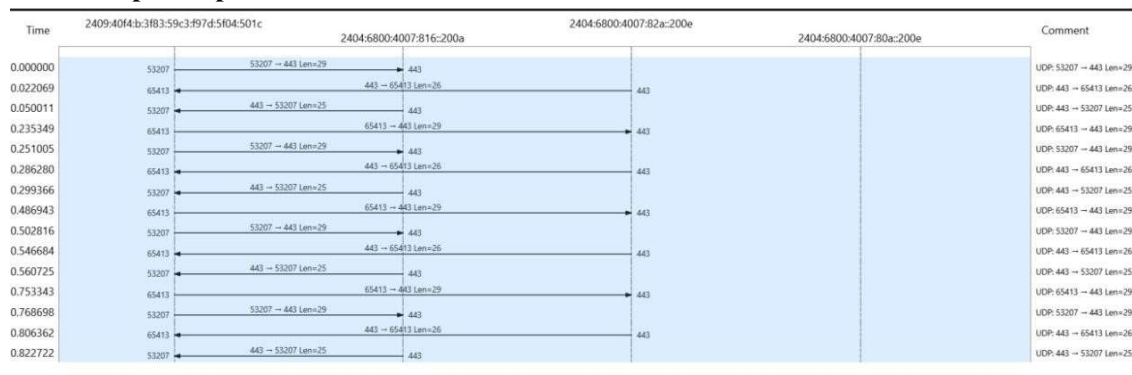 Time 2409:40f4:b:3f83:59c3:f97d:5f04:501c 2404:6800:4007:82a::200e Comment
2404:6800:4007:816::200a 2404:6800:4007:80a::200e
0.000000 53207 53207 → 443 Len=29 443 UDP: 53207 → 443 Len=29
0.022069 65413 443 → 65413 Len=26 443 UDP: 443 → 65413 Len=26
0.050011 53207 443 → 53207 Len=25 443 UDP: 443 → 53207 Len=25
0.235349 65413 65413 → 443 Len=29 443 UDP: 65413 → 443 Len=29
0.251005 53207 53207 → 443 Len=29 443 UDP: 53207 → 443 Len=29
0.286280 65413 443 → 65413 Len=26 443 UDP: 443 → 65413 Len=26
0.299366 53207 443 → 53207 Len=25 443 UDP: 443 → 53207 Len=25
0.486943 65413 65413 → 443 Len=29 443 UDP: 65413 → 443 Len=29
0.502816 53207 53207 → 443 Len=29 443 UDP: 53207 → 443 Len=29
0.546684 65413 443 → 65413 Len=26 443 UDP: 443 → 65413 Len=26
0.560725 53207 443 → 53207 Len=25 443 UDP: 443 → 53207 Len=25
0.753343 65413 65413 → 443 Len=29 443 UDP: 65413 → 443 Len=29
0.768698 53207 53207 → 443 Len=29 443 UDP: 53207 → 443 Len=29
0.806362 65413 443 → 65413 Len=26 443 UDP: 443 → 65413 Len=26
0.822722 53207 443 → 53207 Len=25 443 UDP: 443 → 53207 Len=25